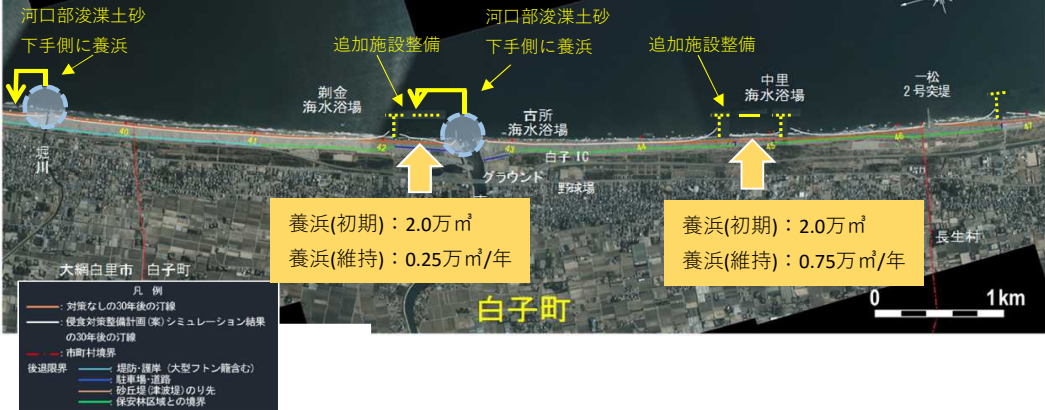 河口部浚渫土砂
下手側に養浜
河口部浚渫土砂
下手側に養浜
追加施設整備
追加施設整備
剃金
海水浴場
古所
海水浴場
中里
海水浴場
一松
2号突堤
堀
川
40
41
42
43
44
45
46
47
白子 IC
グラウンド
野球場
養浜(初期)：2.0万㎥
養浜(維持)：0.25万㎥/年
養浜(初期)：2.0万㎥
養浜(維持)：0.75万㎥/年
長生村
大網白里市 白子町
白子町
0 1km
凡 例
：対策なしの30年後の汀線
：侵食対策整備計画(案)シミュレーション結果
の30年後の汀線
：市町村境界
後退限界 ：堤防・護岸（大型フトン籠含む）
：駐車場・道路
：砂丘堤(津波堤)のり先
：保安林区域との境界